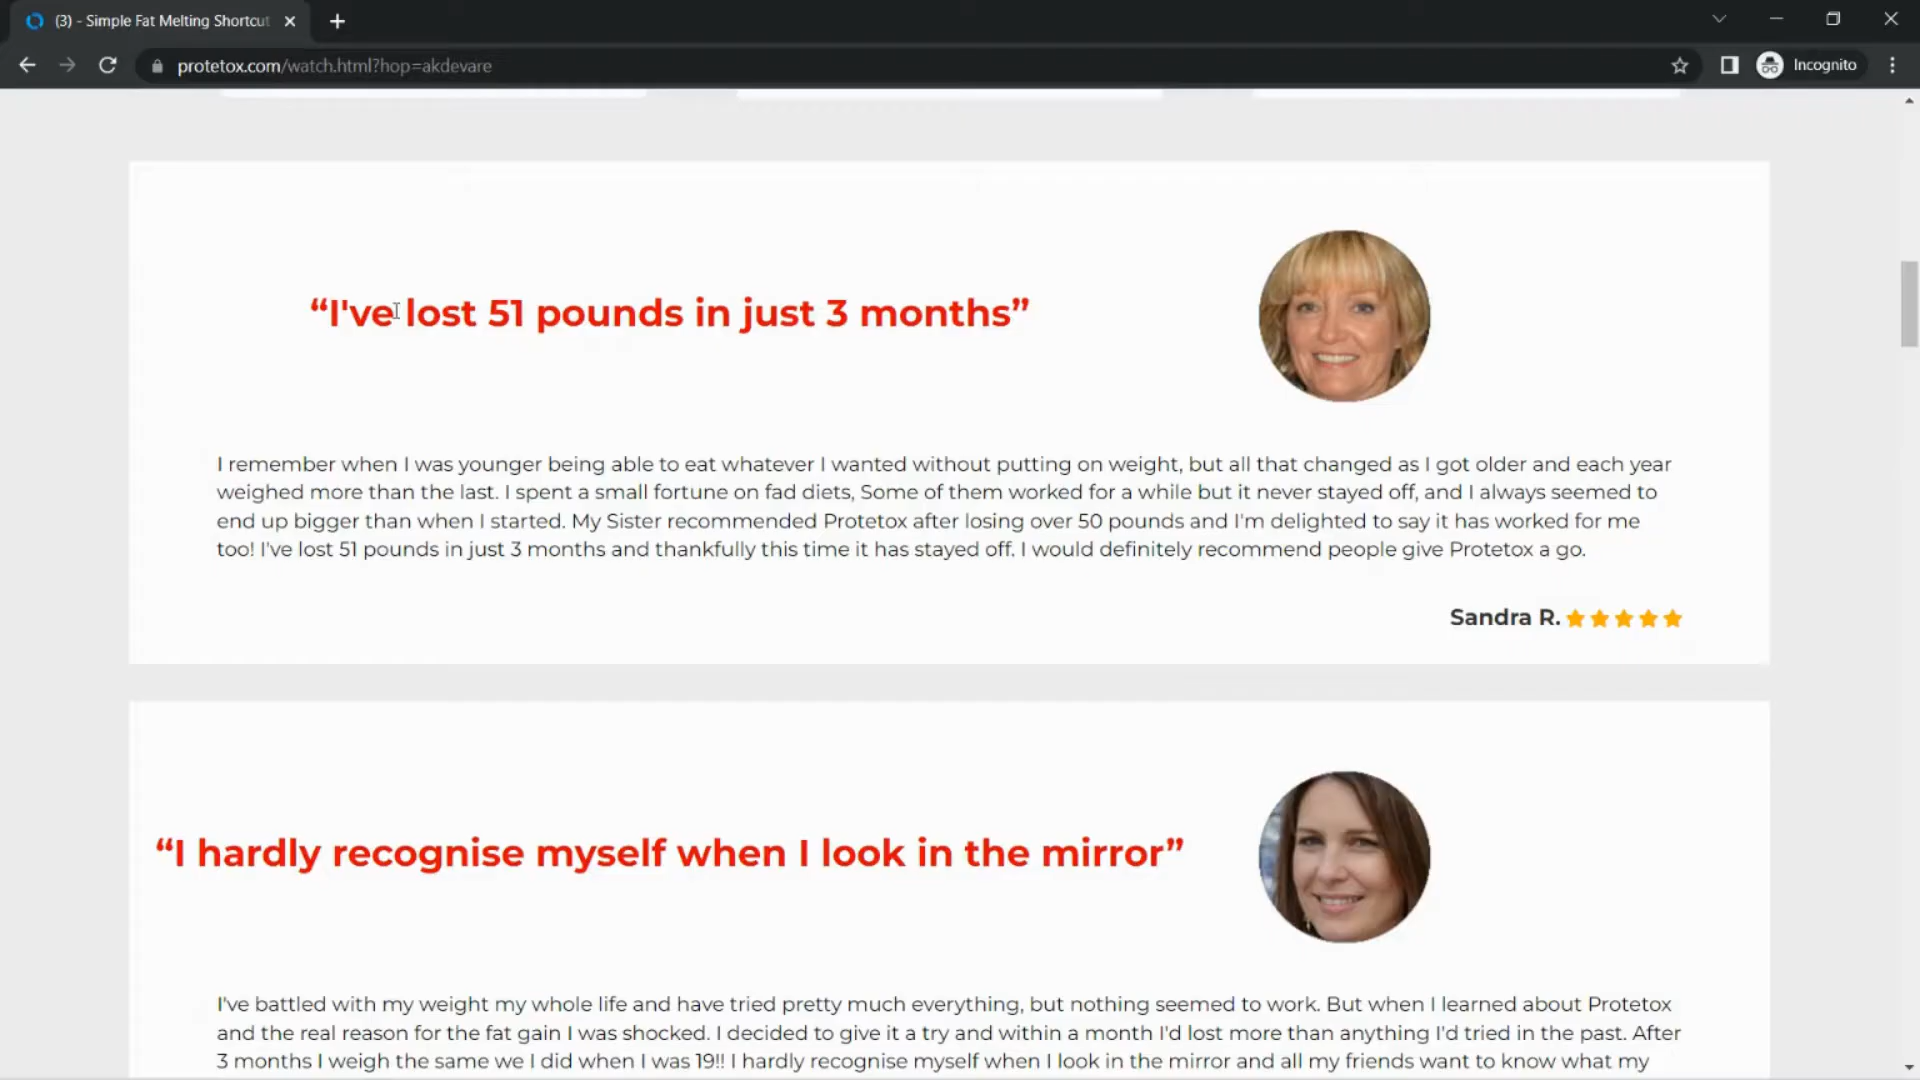 (3) - Simple Fat Melting Shortcut
protetox.com/watch.html?hop=akdevare
Incognito
“I've lost 51 pounds in just 3 months”
I remember when I was younger being able to eat whatever I wanted without putting on weight, but all that changed as I got older and each year
weighed more than the last. I spent a small fortune on fad diets, Some of them worked for a while but it never stayed off, and I always seemed to
end up bigger than when I started. My Sister recommended Protetox after losing over 50 pounds and I'm delighted to say it has worked for me
too! I've lost 51 pounds in just 3 months and thankfully this time it has stayed off. I would definitely recommend people give Protetox a go.
Sandra R.
“I hardly recognise myself when I look in the mirror”
I've battled with my weight my whole life and have tried pretty much everything, but nothing seemed to work. But when I learned about Protetox
and the real reason for the fat gain I was shocked. I decided to give it a try and within a month I'd lost more than anything I'd tried in the past. After
3 months I weigh the same we I did when I was 19!! I hardly recognise myself when I look in the mirror and all my friends want to know what my